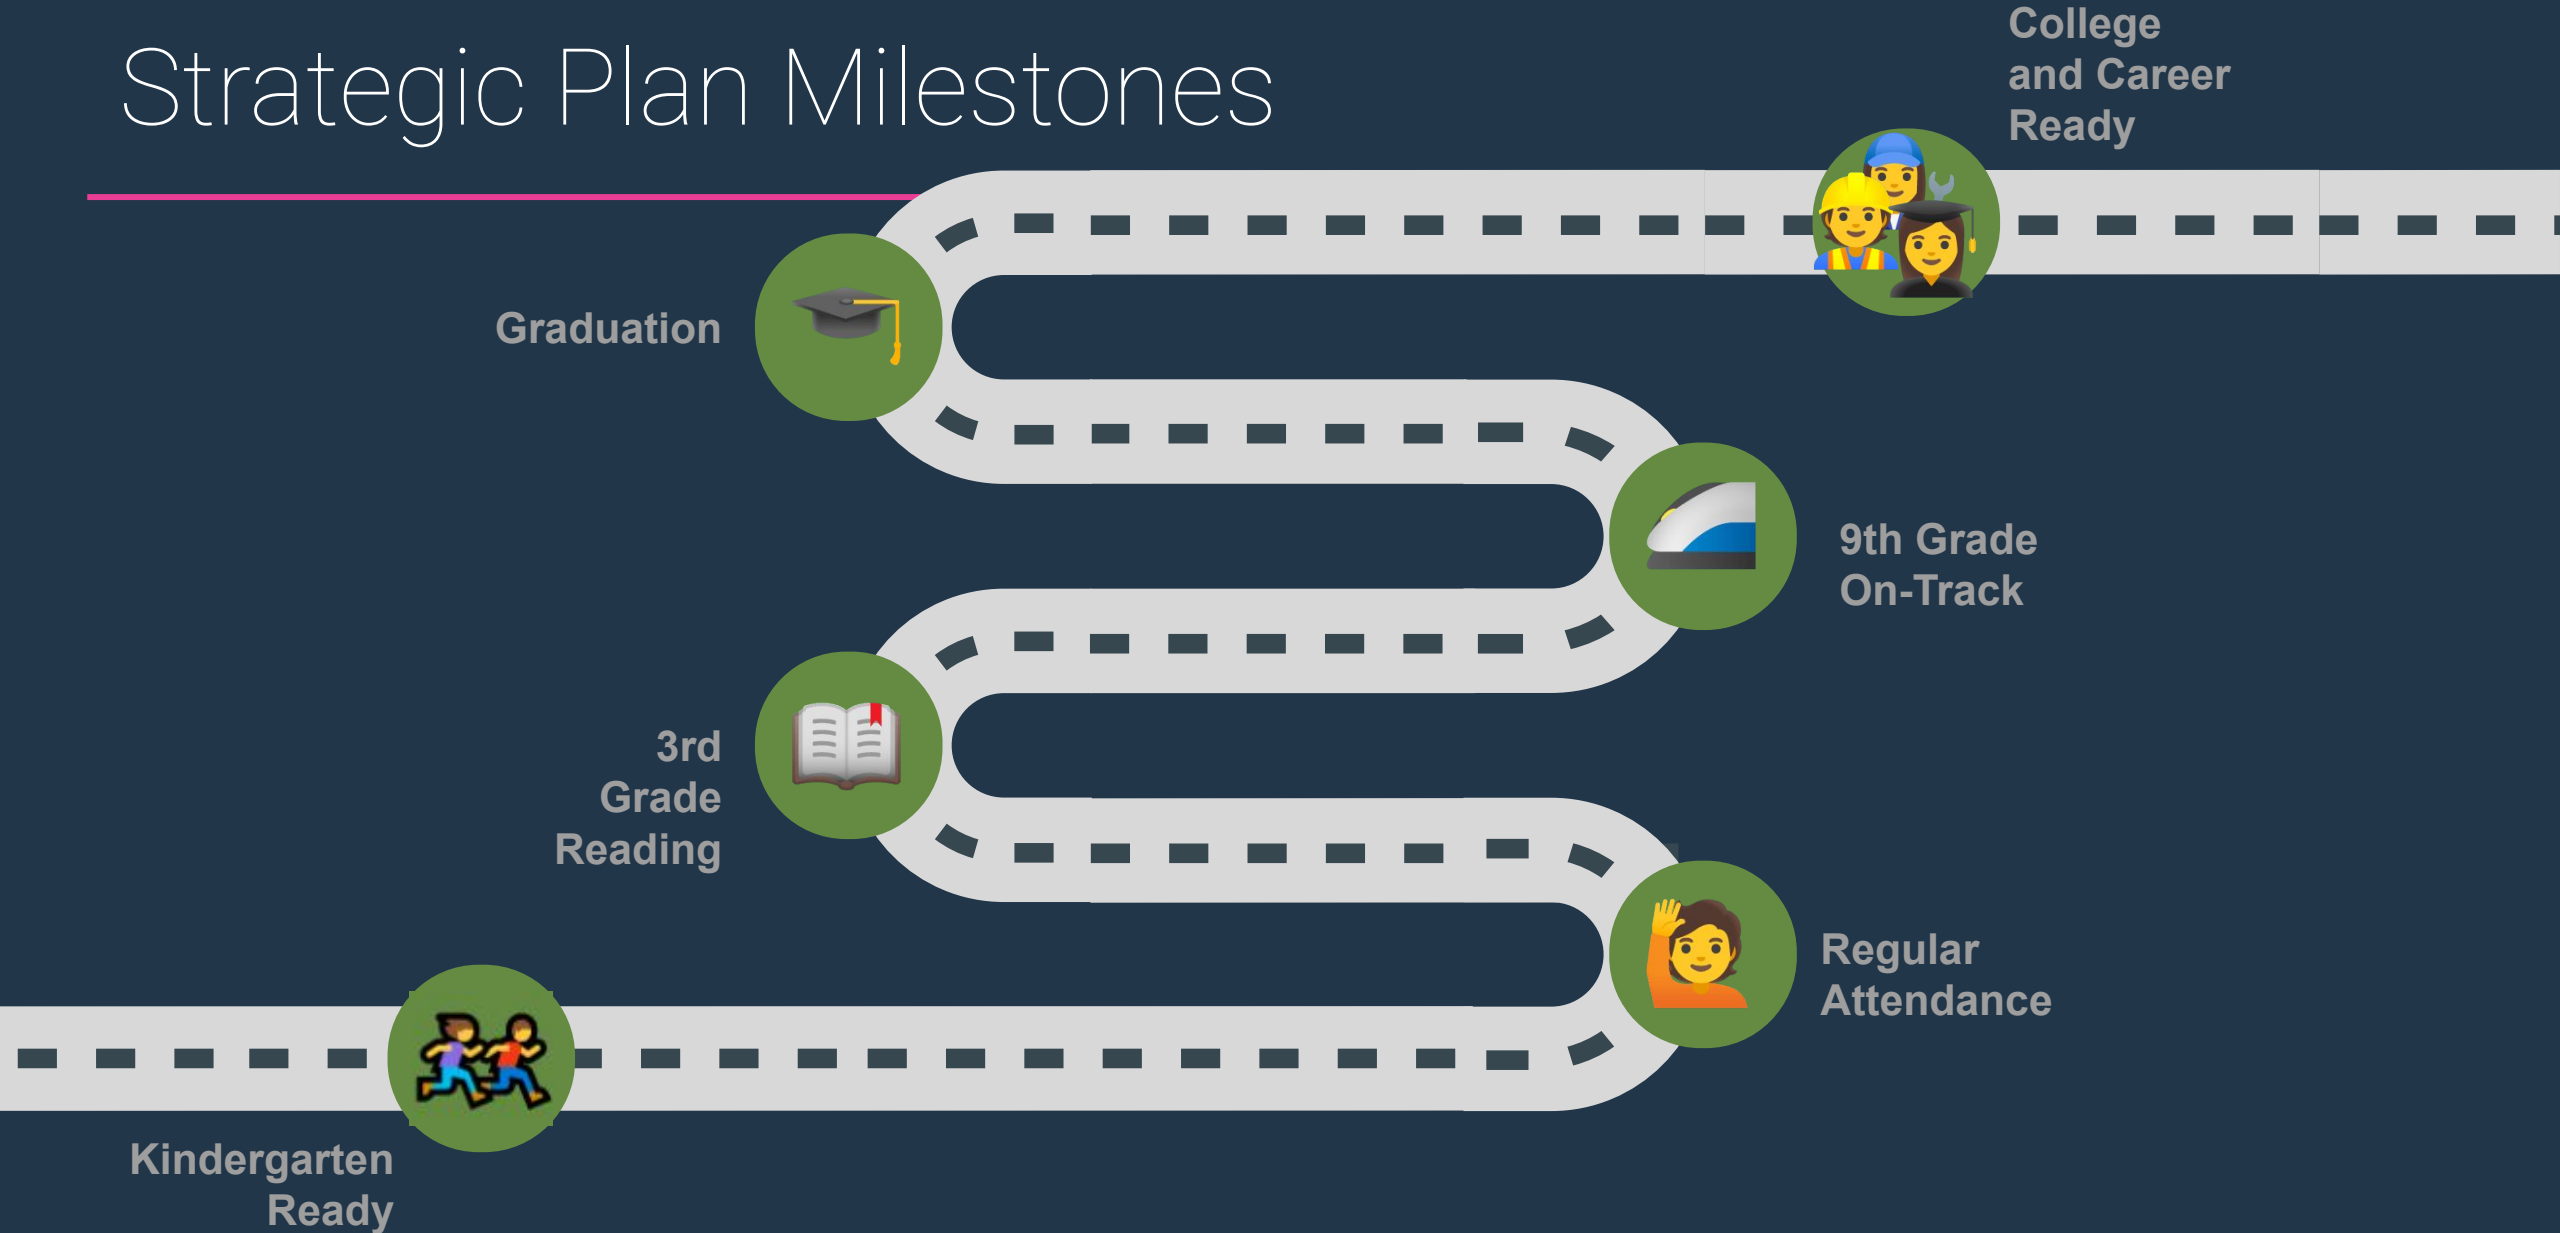 Strategic Plan Milestones
College
and Career
Ready
Graduation
9th Grade
On-Track
3rd
Grade
Reading
Regular
Attendance
Kindergarten
Ready